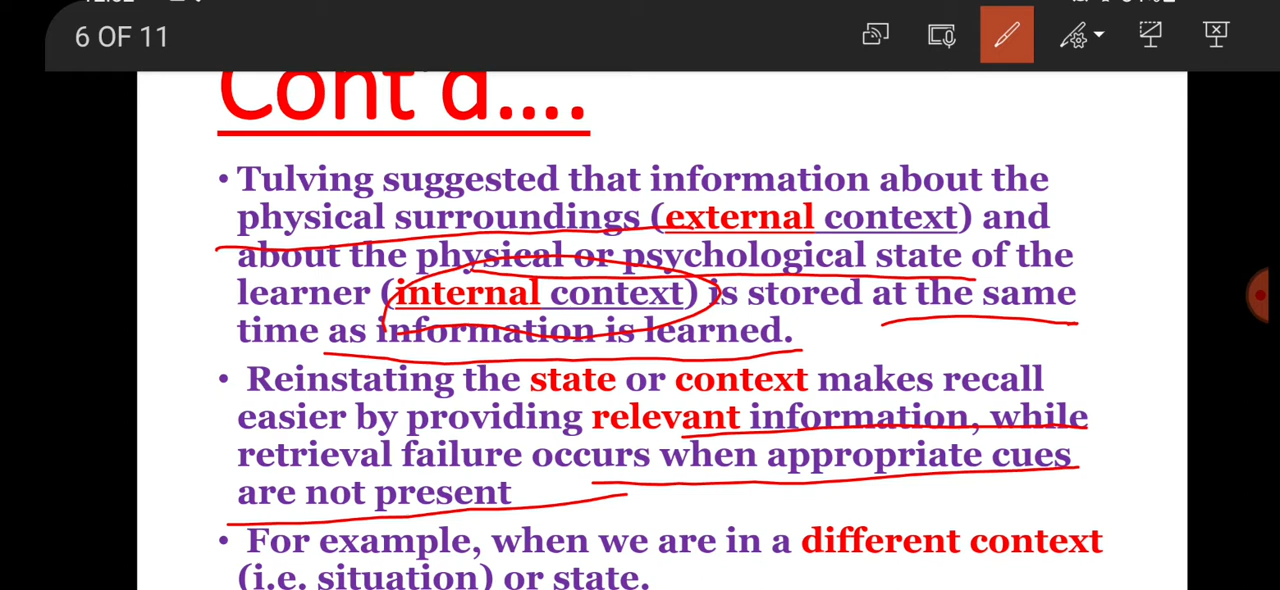 6 OF 11
Cont'd....
• Tulving suggested that information about the
physical surroundings (external context) and
about the physical or psychological state of the
learner (internal context) is stored at the same
time as information is learned.
• Reinstating the state or context makes recall
easier by providing relevant information, while
retrieval failure occurs when appropriate cues
are not present
• For example, when we are in a different context
(i.e. situation) or state.